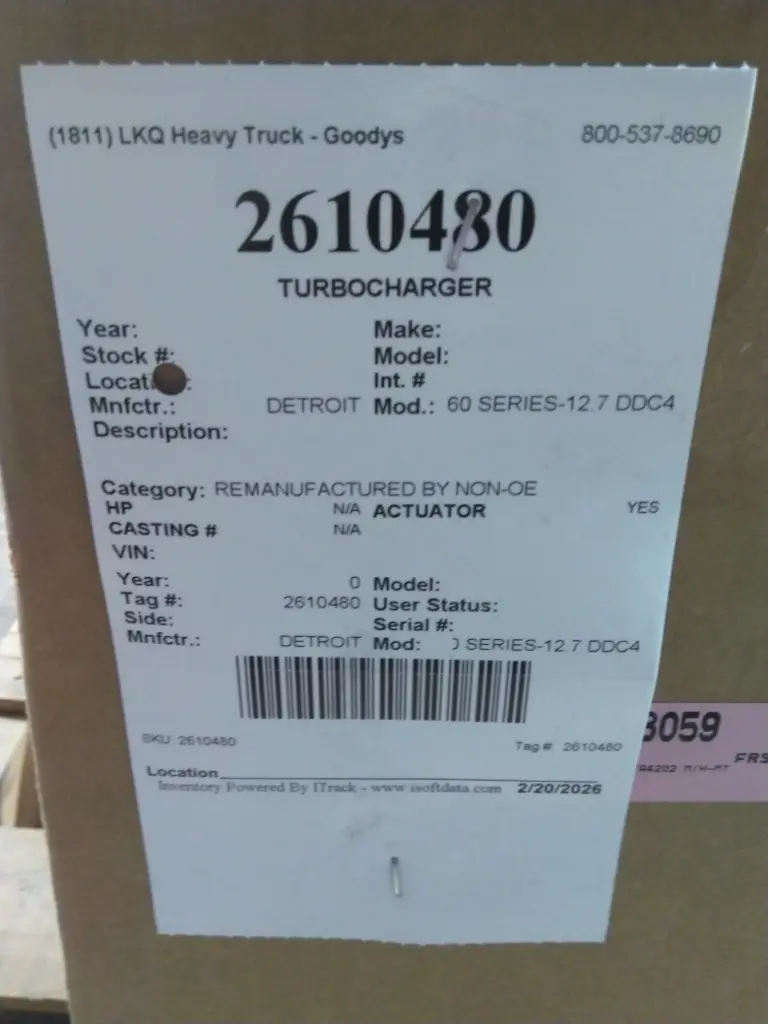 (1811) LKQ Heavy Truck - Goodys 800-537-8690
2610480
TURBOCHARGER
Year: Make:
Stock #: Model:
Locati : Int. #
Mnfctr.: DETROIT Mod.: 60 SERIES-12.7 DDC4
Description:
Category: REMANUFACTURED BY NON-OE
HP N/A ACTUATOR YES
CASTING # N/A
VIN:
Year: 0 Model:
Tag #: 2610480 User Status:
Side: Serial #:
Mnfctr.: DETROIT Mod: 0 SERIES-12.7 DDC4
SKU: 2610480 Tag #: 2610480
Location
Inventory Powered By ITrack - www.isoftdata.com 2/20/2026
3059
FRS